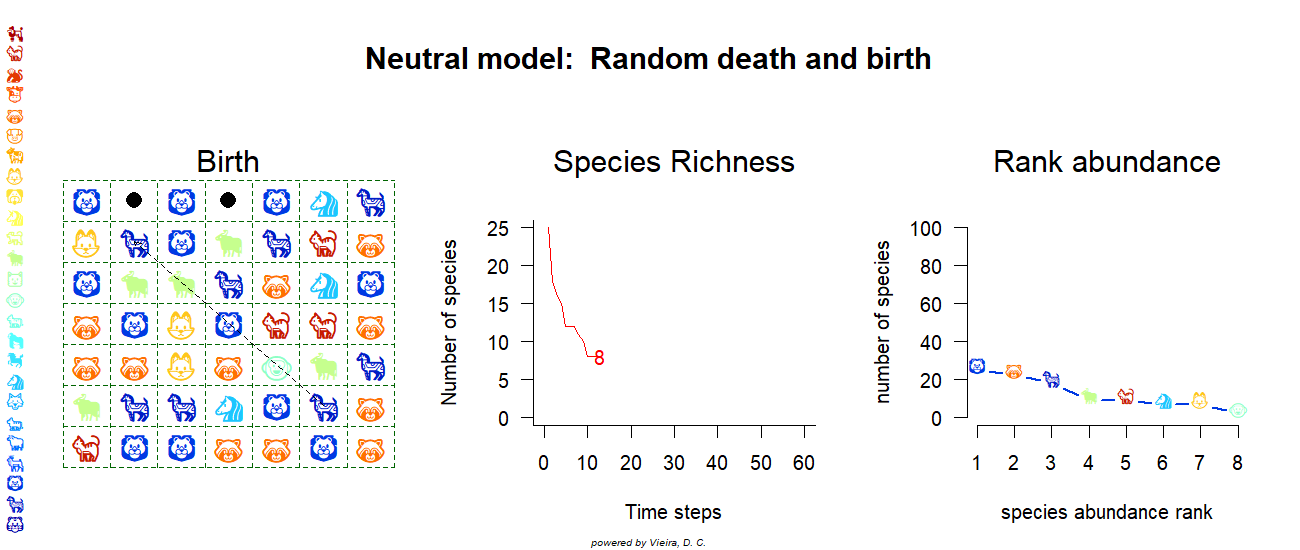 Neutral model:  Random death and birth
Birth
Species Richness
Rank abundance
Number of species
25
20
15
10
5
0
8
0 10 20 30 40 50 60
Time steps
number of species
100
80
60
40
20
0
1 2 3 4 5 6 7 8
species abundance rank
powered by Vieira, D. C.